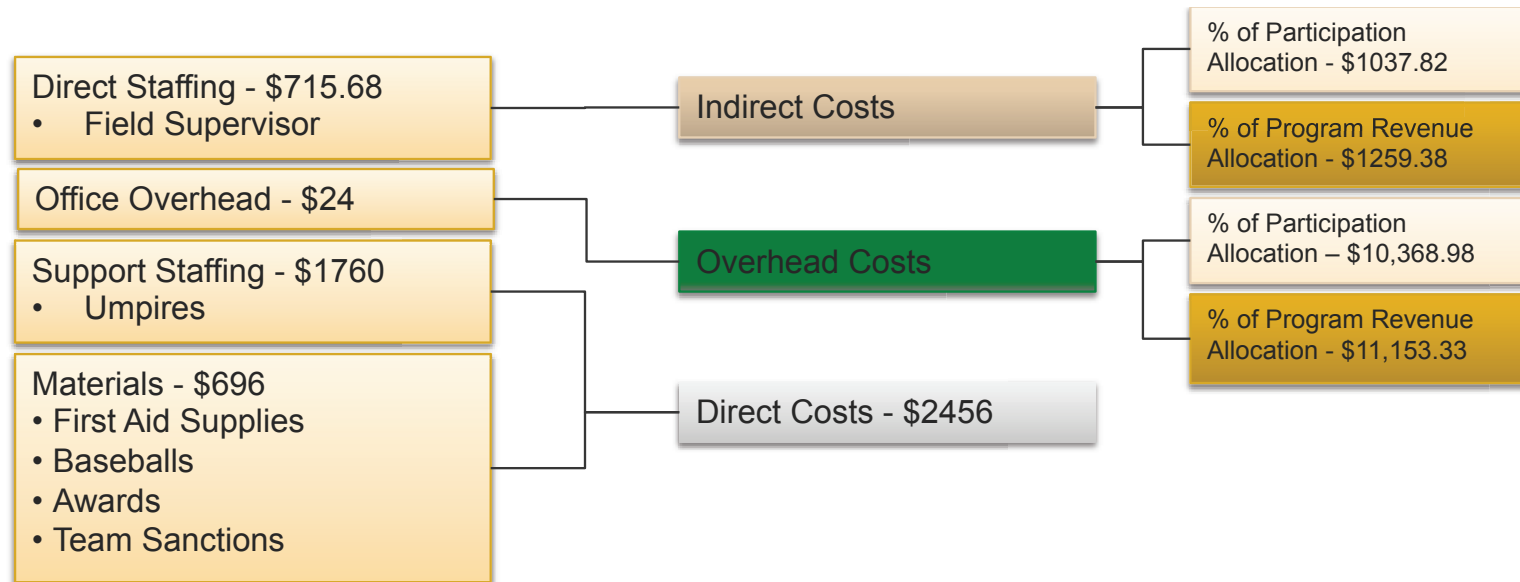 Direct Staffing - $715.68
• Field Supervisor
Office Overhead - $24
Support Staffing - $1760
• Umpires
Materials - $696
• First Aid Supplies
• Baseballs
• Awards
• Team Sanctions
Indirect Costs
Overhead Costs
Direct Costs - $2456
% of Participation
Allocation - $1037.82
% of Program Revenue
Allocation - $1259.38
% of Participation
Allocation – $10,368.98
% of Program Revenue
Allocation - $11,153.33